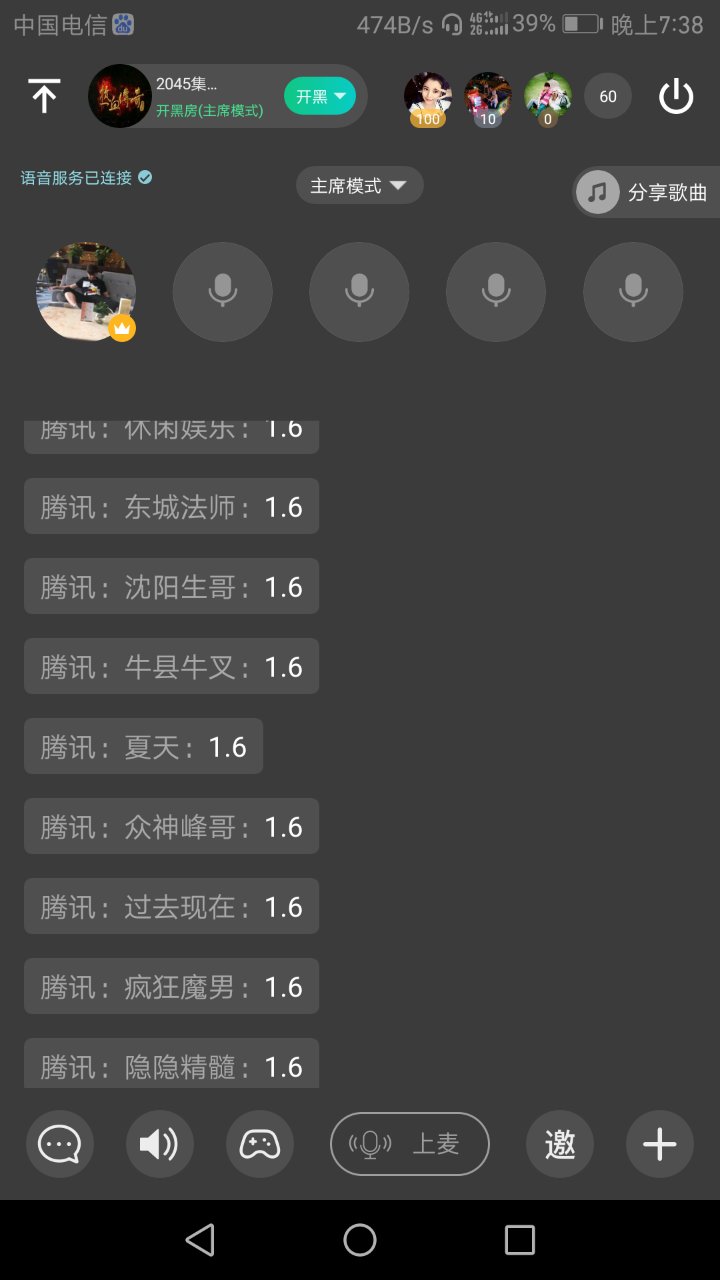 中国电信 474B/s 4G 2G 39% 晚上7:38
2045集...
开黑房(主席模式)
开黑
100 10 0 60
语音服务已连接
主席模式
分享歌曲
腾讯：休闲娱乐：1.6
腾讯：东城法师：1.6
腾讯：沈阳生哥：1.6
腾讯：牛县牛叉：1.6
腾讯：夏天：1.6
腾讯：众神峰哥：1.6
腾讯：过去现在：1.6
腾讯：疯狂魔男：1.6
腾讯：隐隐精髓：1.6
上麦
邀